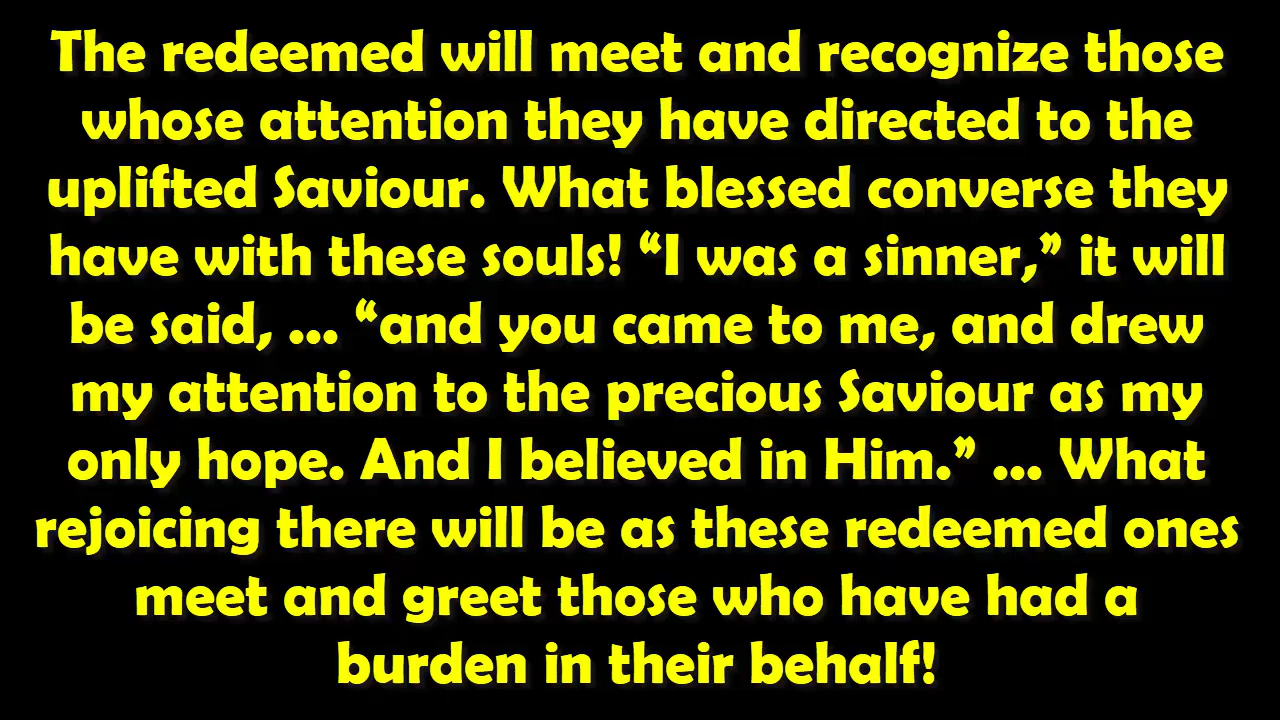 The redeemed will meet and recognize those
whose attention they have directed to the
uplifted Saviour. What blessed converse they
have with these souls! “I was a sinner,” it will
be said, ... “and you came to me, and drew
my attention to the precious Saviour as my
only hope. And I believed in Him.” ... What
rejoicing there will be as these redeemed ones
meet and greet those who have had a
burden in their behalf!